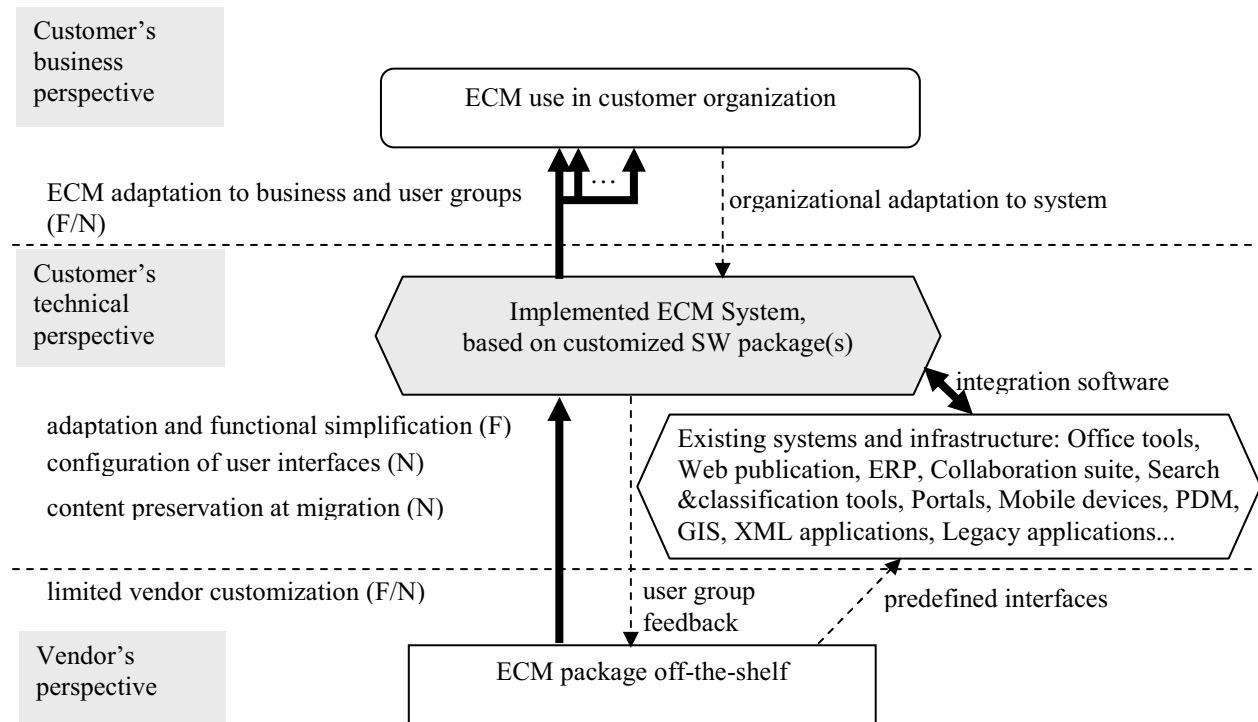 Customer's
business
perspective
ECM use in customer organization
...
ECM adaptation to business and user groups
(F/N)
organizational adaptation to system
Customer's
technical
perspective
Implemented ECM System,
based on customized SW package(s)
integration software
adaptation and functional simplification (F)
configuration of user interfaces (N)
content preservation at migration (N)
Existing systems and infrastructure: Office tools,
Web publication, ERP, Collaboration suite, Search
&classification tools, Portals, Mobile devices, PDM,
GIS, XML applications, Legacy applications...
limited vendor customization (F/N)
user group
feedback
predefined interfaces
Vendor's
perspective
ECM package off-the-shelf